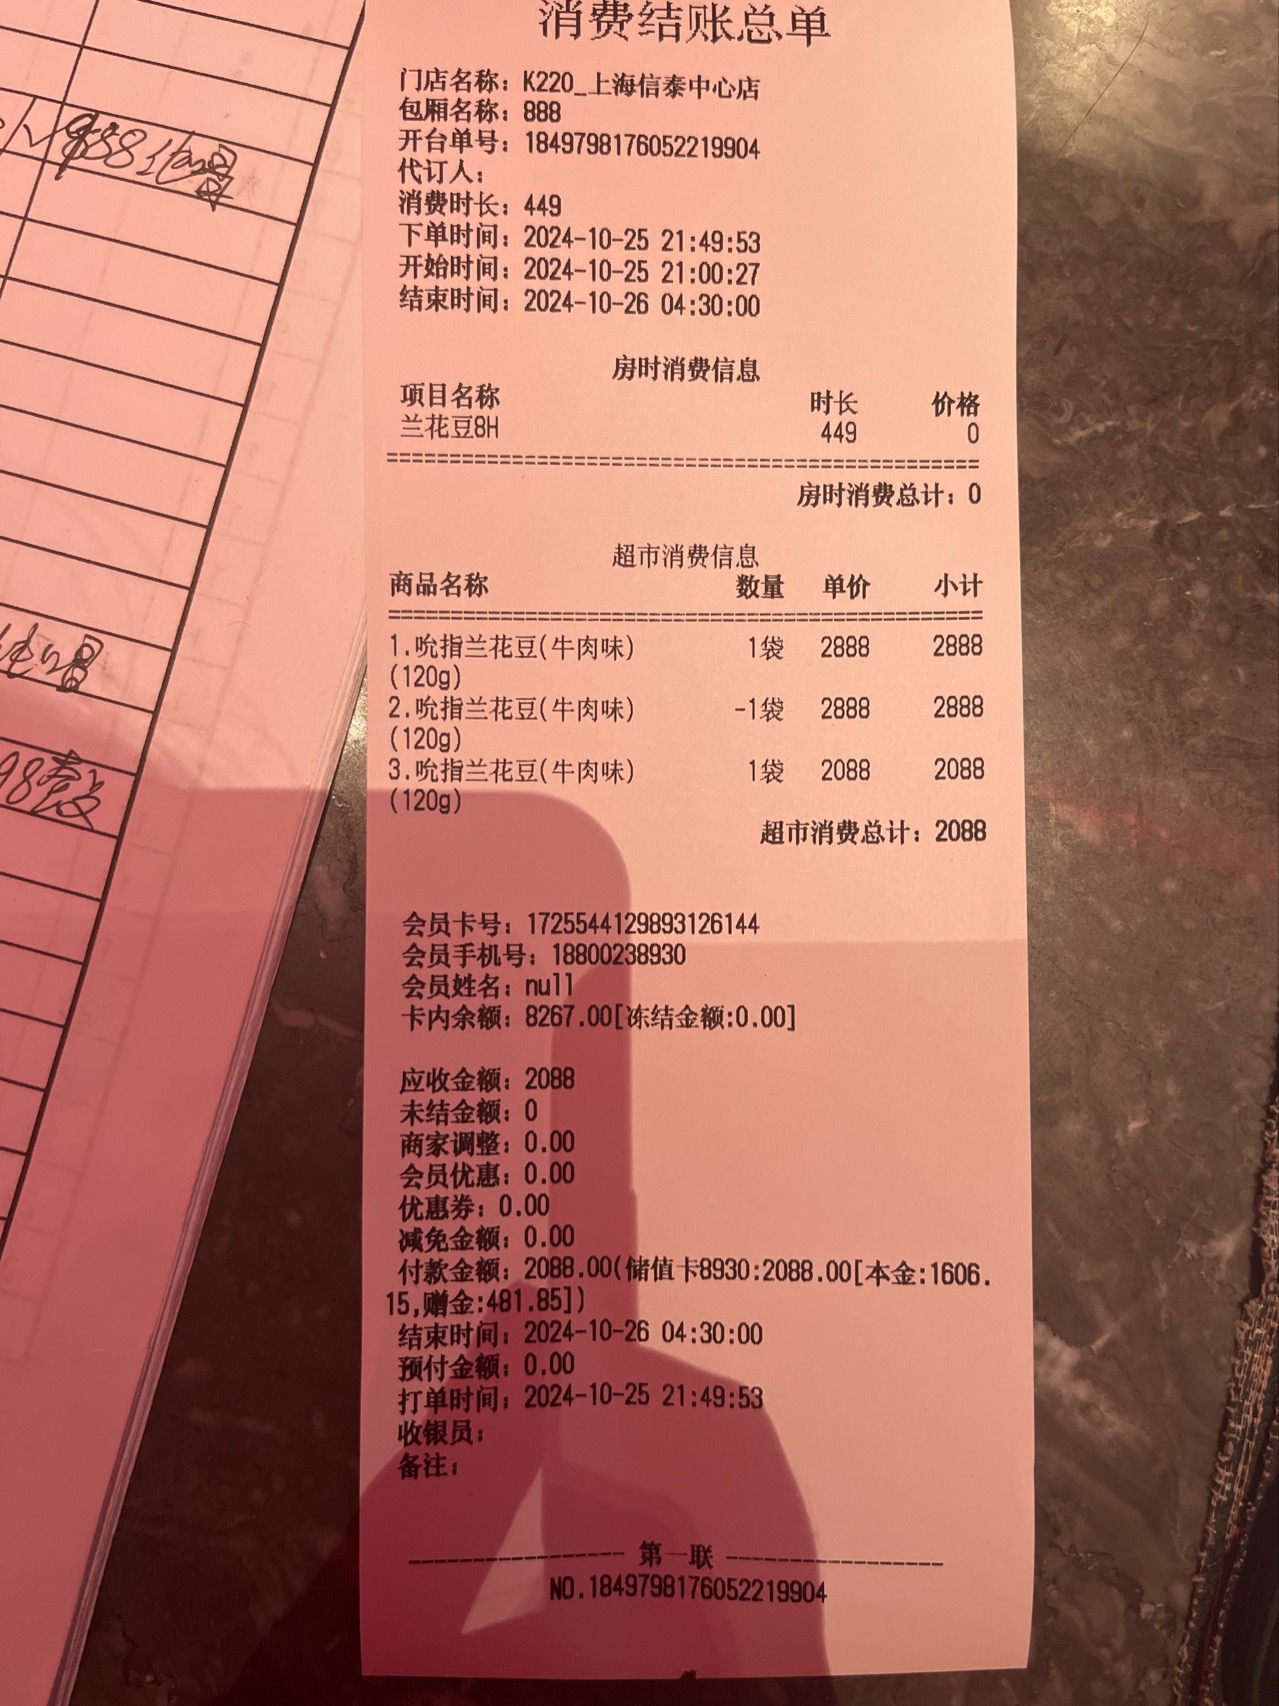 消费结账总单
门店名称：K220_上海信泰中心店
包厢名称：888
开台单号：1849798176052219904
代订人：
消费时长：449
下单时间：2024-10-25 21:49:53
开始时间：2024-10-25 21:00:27
结束时间：2024-10-26 04:30:00
房时消费信息
项目名称 时长 价格
兰花豆8H 449 0
房时消费总计：0
超市消费信息
商品名称 数量 单价 小计
1.吮指兰花豆(牛肉味) 1袋 2888 2888
(120g)
2.吮指兰花豆(牛肉味) -1袋 2888 2888
(120g)
3.吮指兰花豆(牛肉味) 1袋 2088 2088
(120g)
超市消费总计：2088
会员卡号：1725544129893126144
会员手机号：18800238930
会员姓名：null
卡内余额：8267.00[冻结金额:0.00]
应收金额：2088
未结金额：0
商家调整：0.00
会员优惠：0.00
优惠券：0.00
减免金额：0.00
付款金额：2088.00(储值卡8930:2088.00[本金:1606.
15,赠金:481.85])
结束时间：2024-10-26 04:30:00
预付金额：0.00
打单时间：2024-10-25 21:49:53
收银员：
备注：
第一联
NO.1849798176052219904